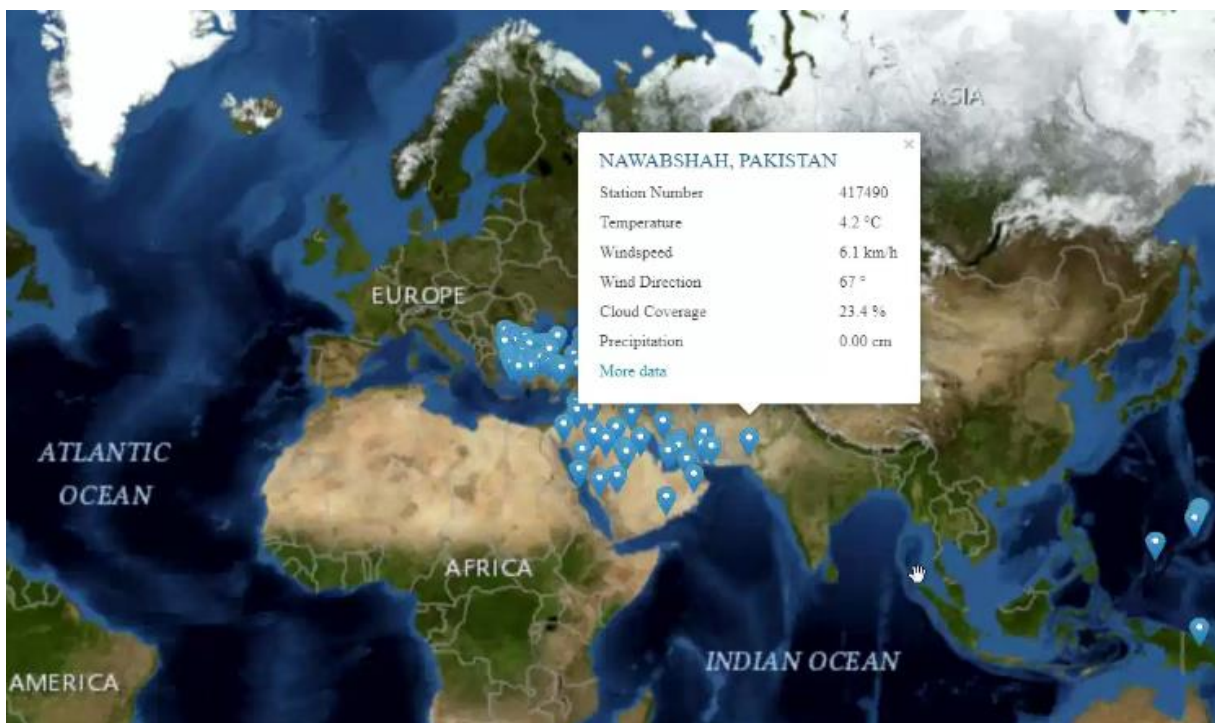 ASIA
×
NAWABSHAH, PAKISTAN
Station Number 417490
Temperature 4.2 °C
Windspeed 6.1 km/h
Wind Direction 67 °
Cloud Coverage 23.4 %
Precipitation 0.00 cm
More data
EUROPE
ATLANTIC
OCEAN
AFRICA
INDIAN OCEAN
AMERICA